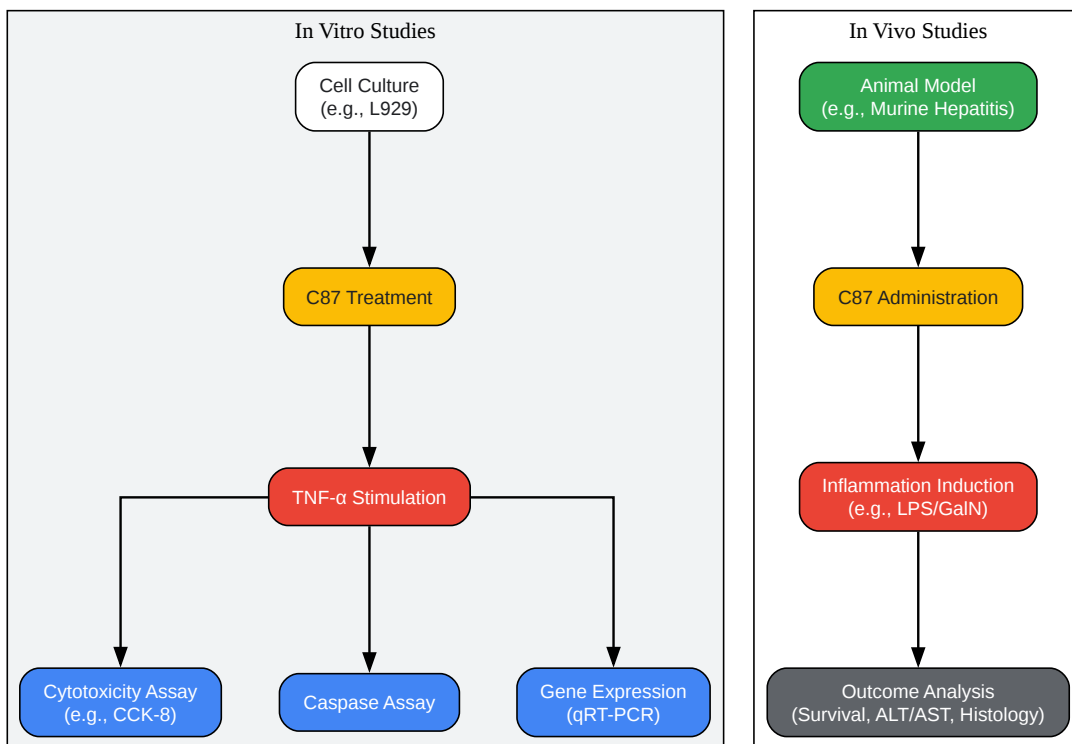 In Vitro Studies
Cell Culture
(e.g., L929)
C87 Treatment
TNF-α Stimulation
Cytotoxicity Assay
(e.g., CCK-8)
Caspase Assay
Gene Expression
(qRT-PCR)
In Vivo Studies
Animal Model
(e.g., Murine Hepatitis)
C87 Administration
Inflammation Induction
(e.g., LPS/GalN)
Outcome Analysis
(Survival, ALT/AST, Histology)